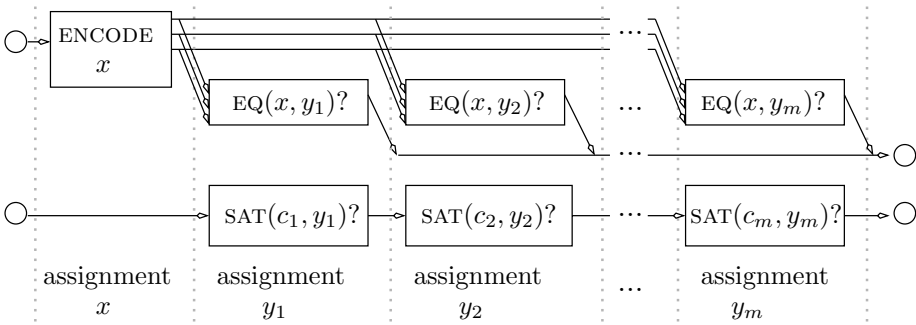 ENCODE
x
...
EQ(x, y1)?
EQ(x, y2)?
...
EQ(x, ym)?
...
SAT(c1, y1)?
SAT(c2, y2)?
...
SAT(cm, ym)?
assignment
x
assignment
y1
assignment
y2
...
assignment
ym